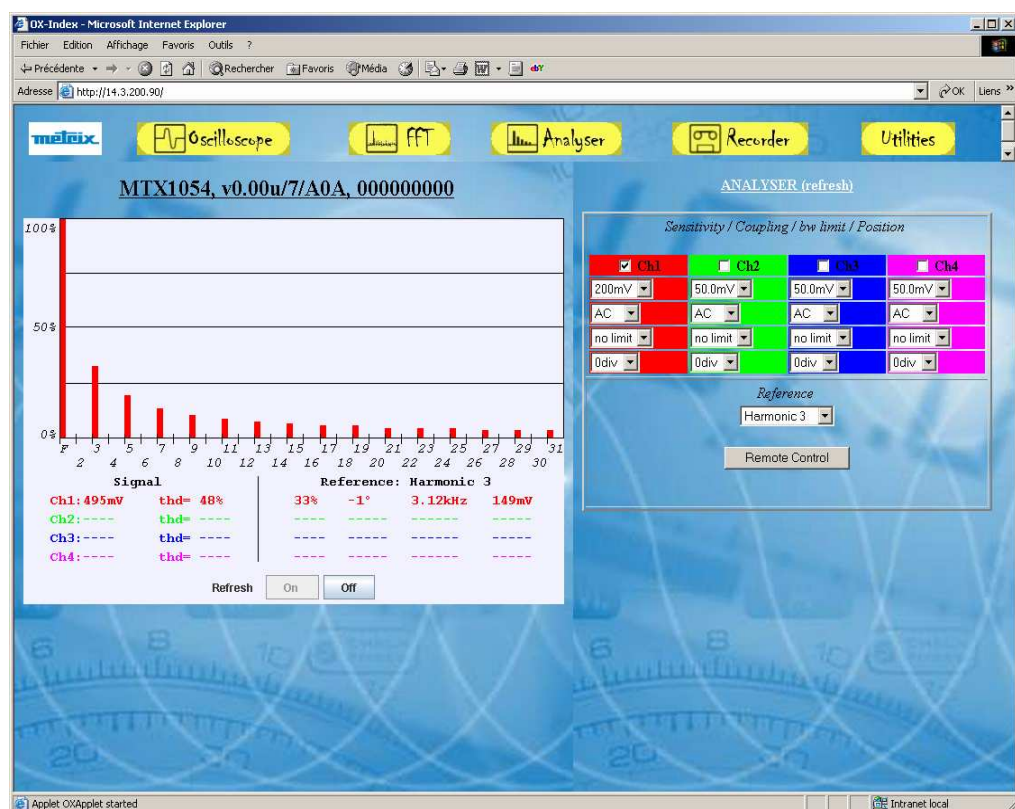 OX-Index - Microsoft Internet Explorer
Fichier Edition Affichage Favoris Outils ?
Précédente Rechercher Favoris Média
Adresse http://14.3.200.90/ OK Liens »
metrix Oscilloscope FFT Analyser Recorder Utilities
MTX1054, v0.00u/7/A0A, 000000000
100%
50%
0%
F 3 5 7 9 11 13 15 17 19 21 23 25 27 29 31
2 4 6 8 10 12 14 16 18 20 22 24 26 28 30
Signal Reference: Harmonic 3
Ch1:495mV thd= 48% 33% -1° 3.12kHz 149mV
Ch2:---- thd= ---- ---- ----- ------ -----
Ch3:---- thd= ---- ---- ----- ------ -----
Ch4:---- thd= ---- ---- ----- ------ -----
Refresh On Off
ANALYSER (refresh)
Sensitivity / Coupling / bw limit / Position
Ch1 Ch2 Ch3 Ch4
200mV 50.0mV 50.0mV 50.0mV
AC AC AC AC
no limit no limit no limit no limit
0div 0div 0div 0div
Reference
Harmonic 3
Remote Control
Applet OXApplet started Intranet local